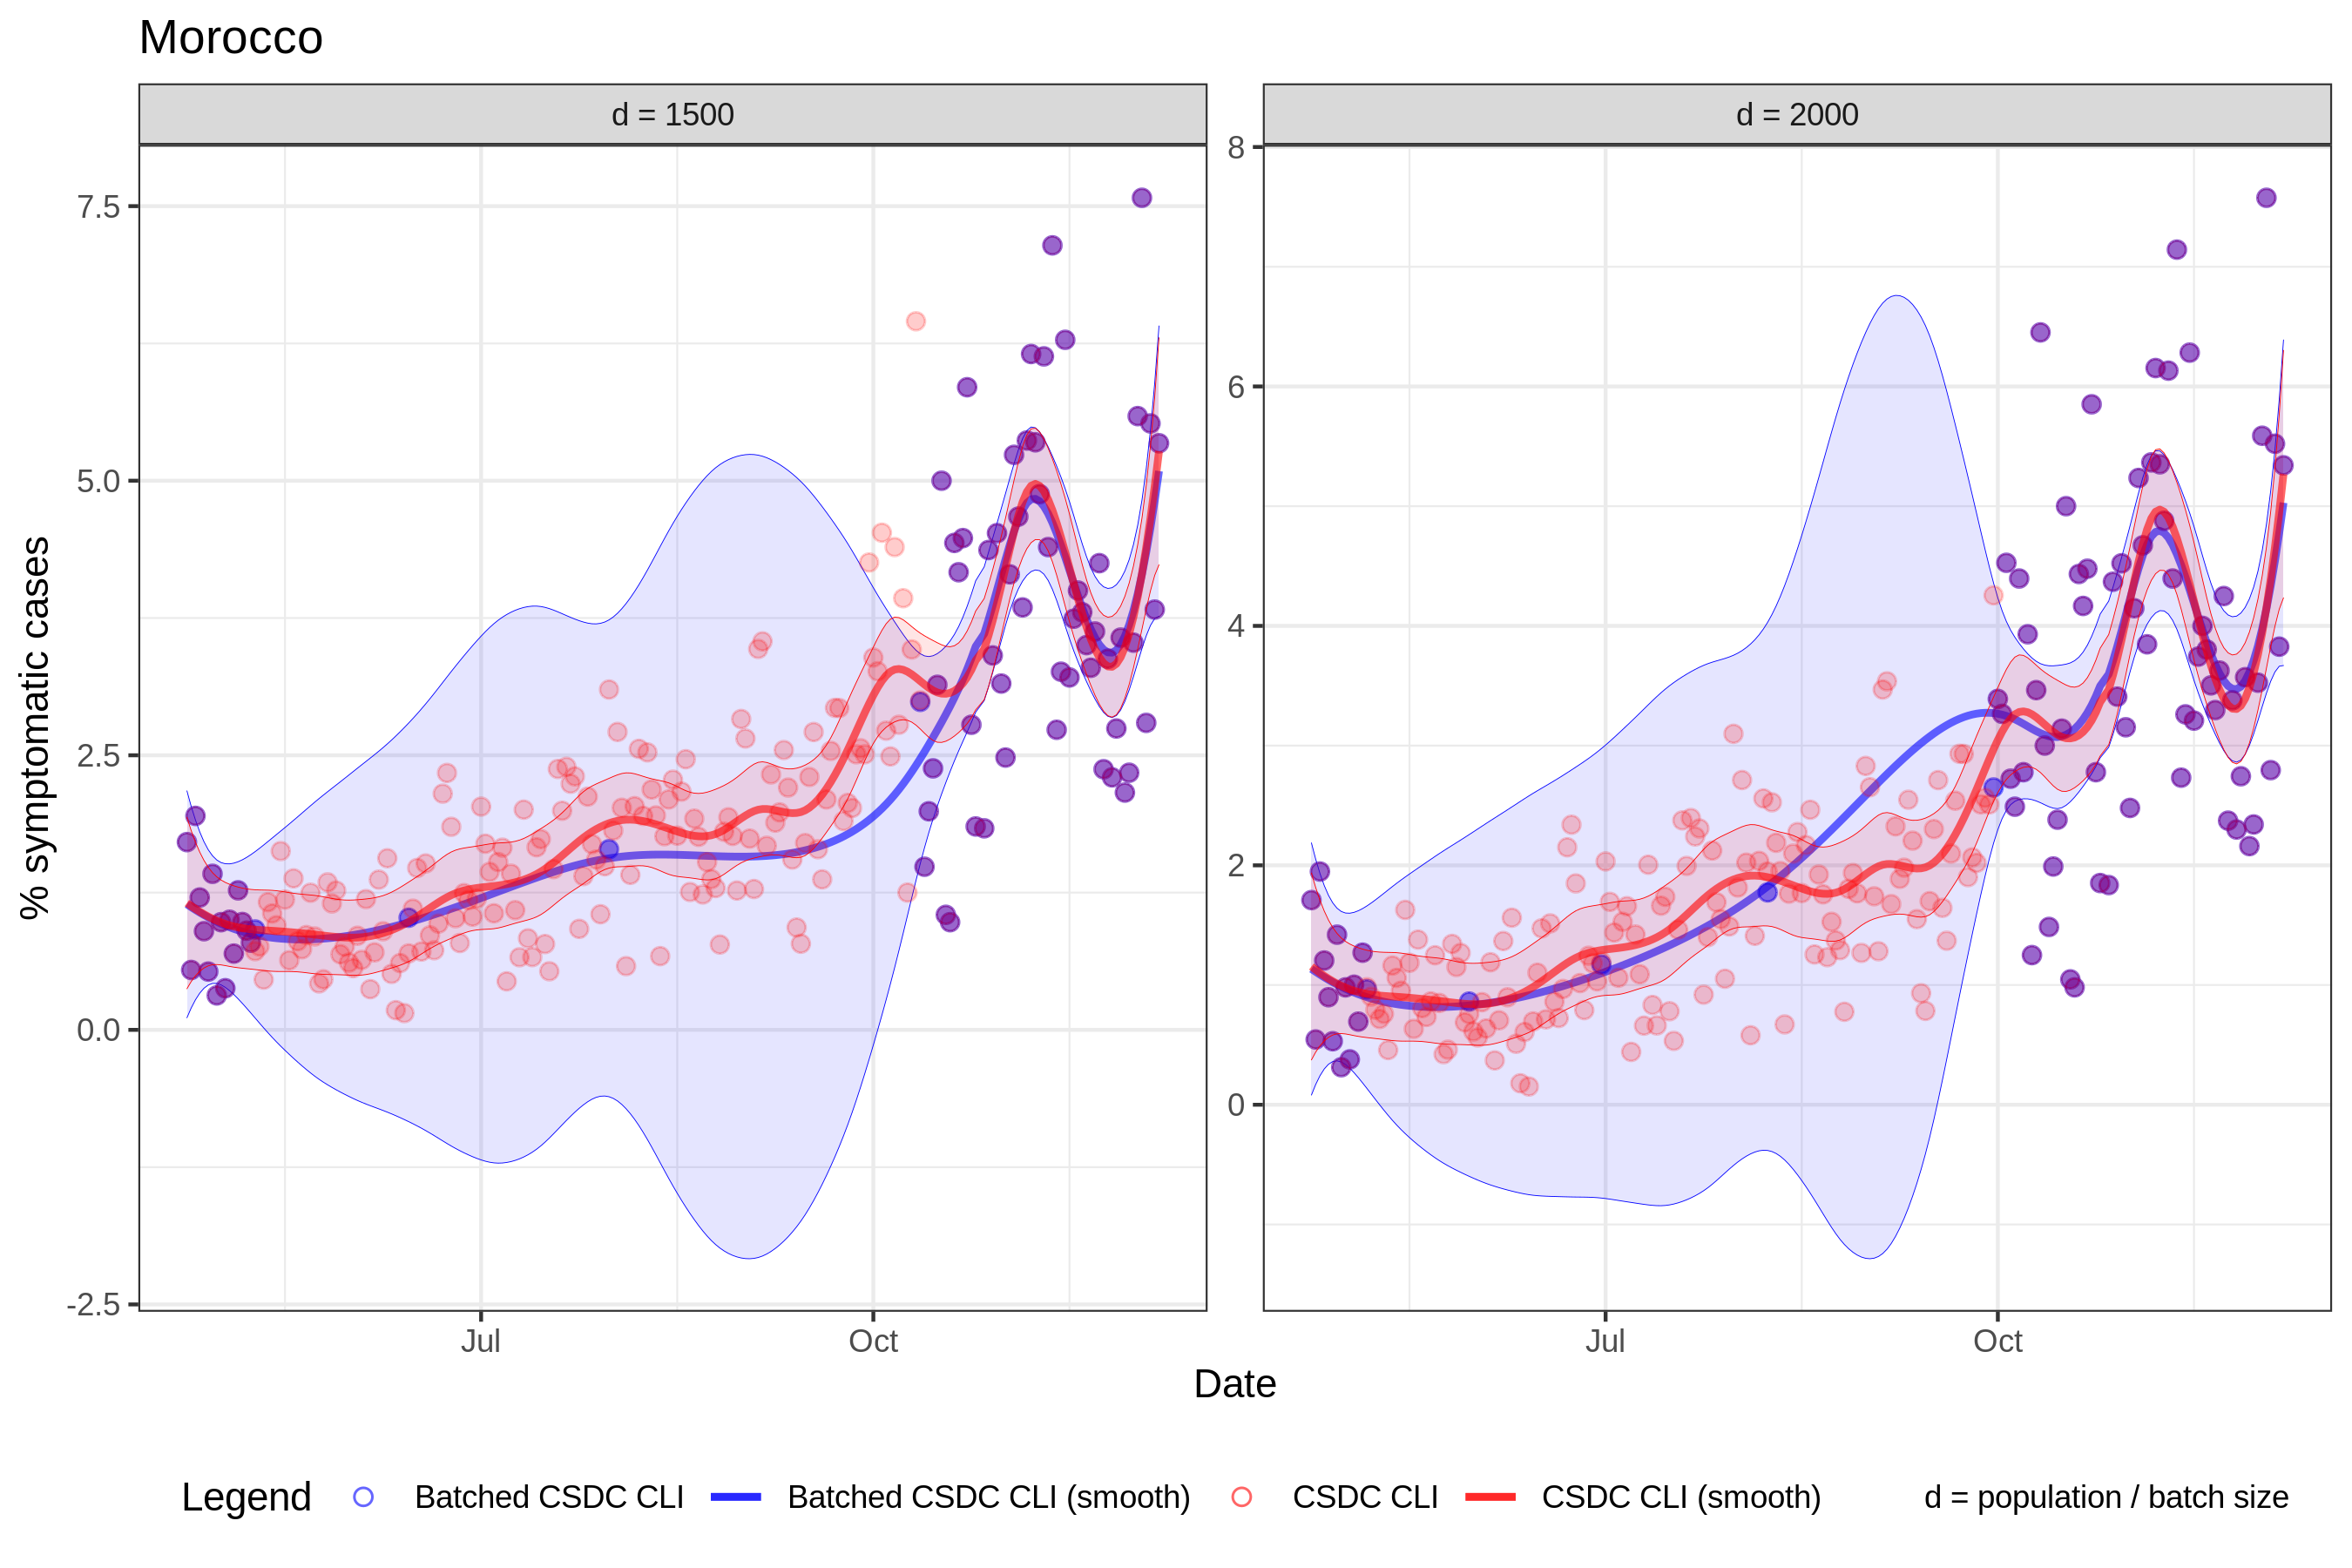 Morocco
d = 1500
d = 2000
% symptomatic cases
7.5
5.0
2.5
0.0
-2.5
8
6
4
2
0
Jul
Oct
Jul
Oct
Date
Legend
Batched CSDC CLI
Batched CSDC CLI (smooth)
CSDC CLI
CSDC CLI (smooth)
d = population / batch size